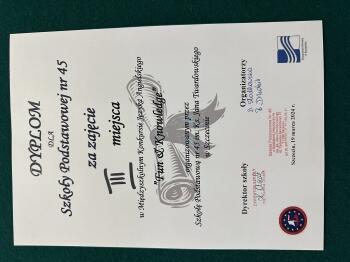 DYPLOM
DLA
Szkoły Podstawowej nr 45
za zajęcie
III miejsca
w Międzyszkolnym Konkursie Języka Angielskiego
"Fun & Knowledge"
organizowanym przez
Szkołę Podstawową nr 45 im. ks. Jana Twardowskiego
w Szczecinie
Dyrektor szkoły
Organizatorzy
Szczecin, 19 marca 2024 r.